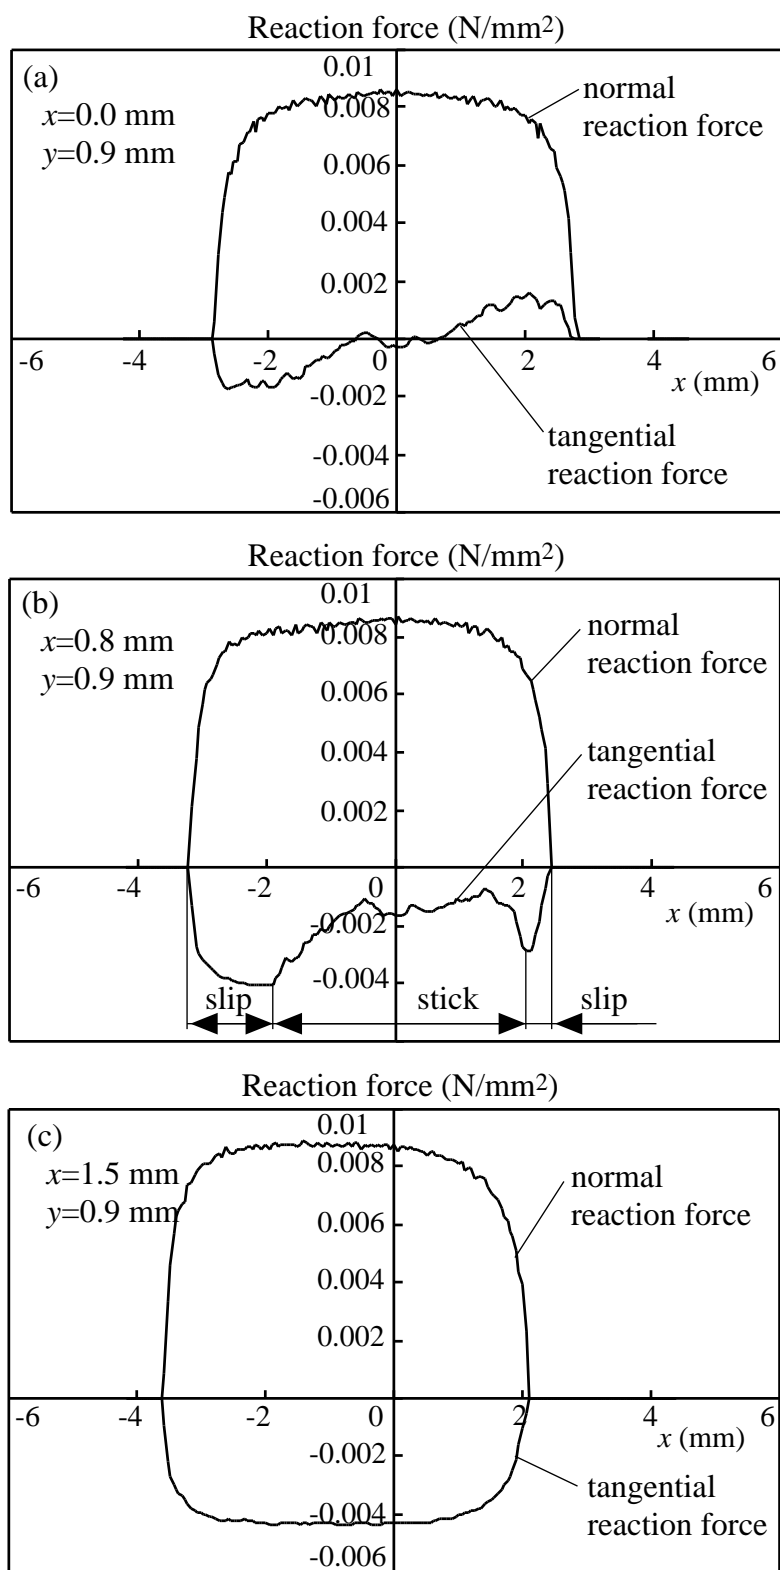 Reaction force (N/mm2)
(a)
x=0.0 mm
y=0.9 mm
0.01
0.008
0.006
0.004
0.002
normal
reaction force
-6
-4
-2
0
2
4
6
x (mm)
-0.002
-0.004
-0.006
tangential
reaction force
Reaction force (N/mm2)
(b)
x=0.8 mm
y=0.9 mm
0.01
0.008
0.006
0.004
0.002
normal
reaction force
tangential
reaction force
-6
-4
-2
0
2
4
6
x (mm)
-0.002
-0.004
slip
stick
slip
Reaction force (N/mm2)
(c)
x=1.5 mm
y=0.9 mm
0.01
0.008
0.006
0.004
0.002
normal
reaction force
-6
-4
-2
0
2
4
6
x (mm)
-0.002
-0.004
-0.006
tangential
reaction force